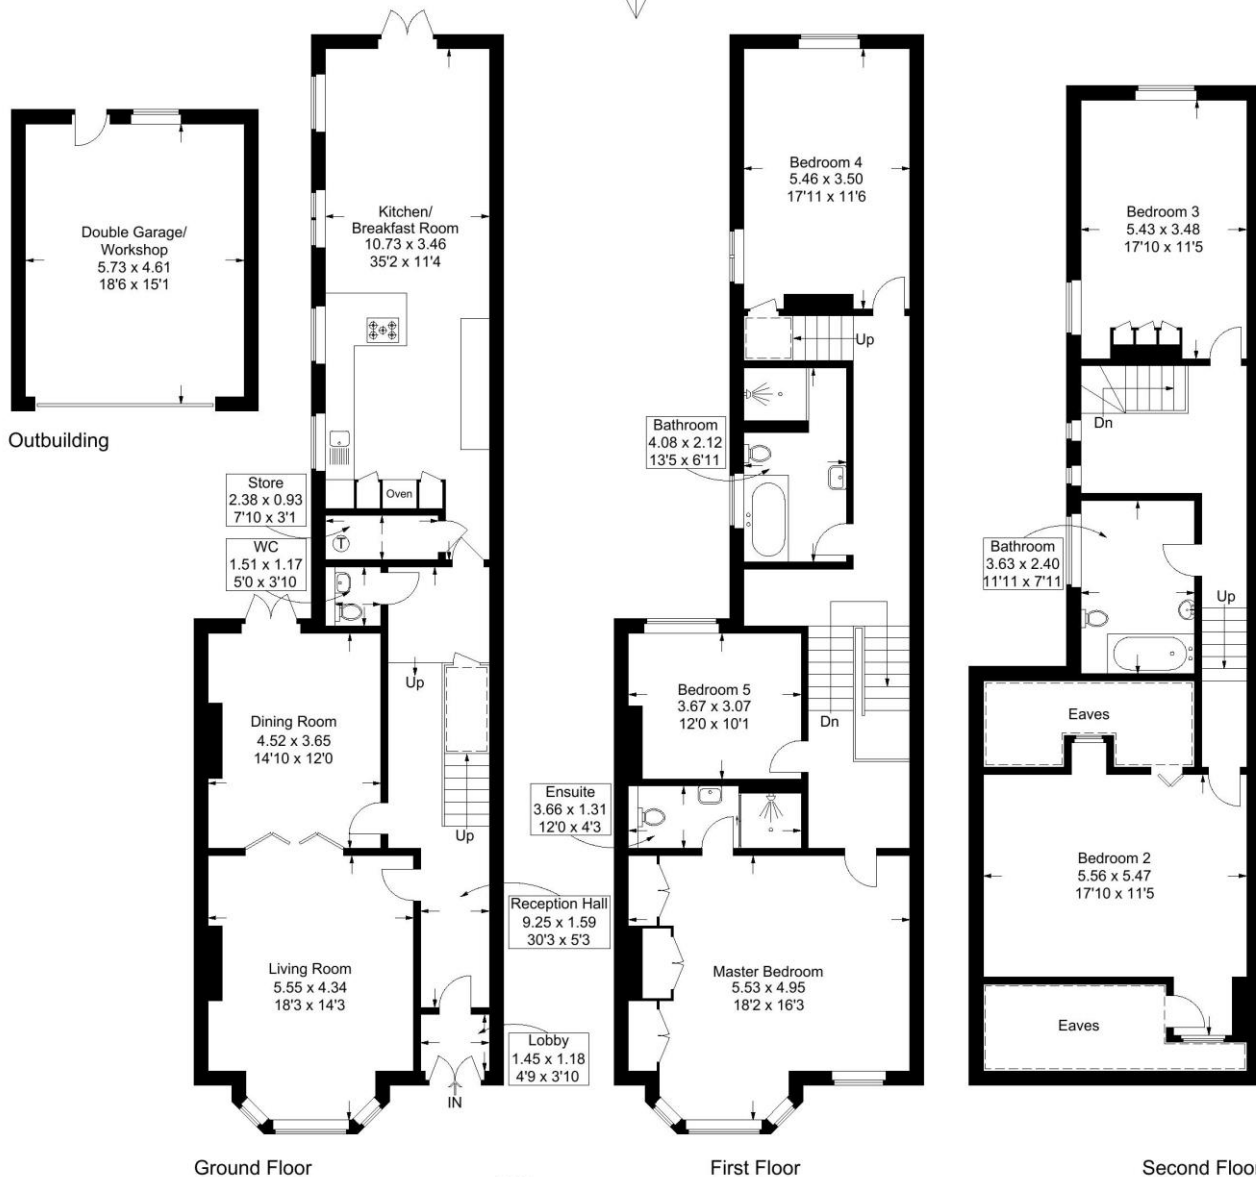 Double Garage/
Workshop
5.73 x 4.61
18'6 x 15'1
Outbuilding
Kitchen/
Breakfast Room
10.73 x 3.46
35'2 x 11'4
Oven
Store
2.38 x 0.93
7'10 x 3'1
T
WC
1.51 x 1.17
5'0 x 3'10
Up
Dining Room
4.52 x 3.65
14'10 x 12'0
Up
Reception Hall
9.25 x 1.59
30'3 x 5'3
Living Room
5.55 x 4.34
18'3 x 14'3
Lobby
1.45 x 1.18
4'9 x 3'10
IN
Ground Floor
Bedroom 4
5.46 x 3.50
17'11 x 11'6
Up
Bathroom
4.08 x 2.12
13'5 x 6'11
Bedroom 5
3.67 x 3.07
12'0 x 10'1
Dn
Ensuite
3.66 x 1.31
12'0 x 4'3
Master Bedroom
5.53 x 4.95
18'2 x 16'3
First Floor
Bedroom 3
5.43 x 3.48
17'10 x 11'5
Dn
Bathroom
3.63 x 2.40
11'11 x 7'11
Up
Eaves
Bedroom 2
5.56 x 5.47
17'10 x 11'5
Eaves
Second Floor